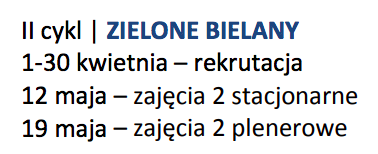 II cykl | ZIELONE BIELANY
1-30 kwietnia – rekrutacja
12 maja – zajęcia 2 stacjonarne
19 maja – zajęcia 2 plenerowe